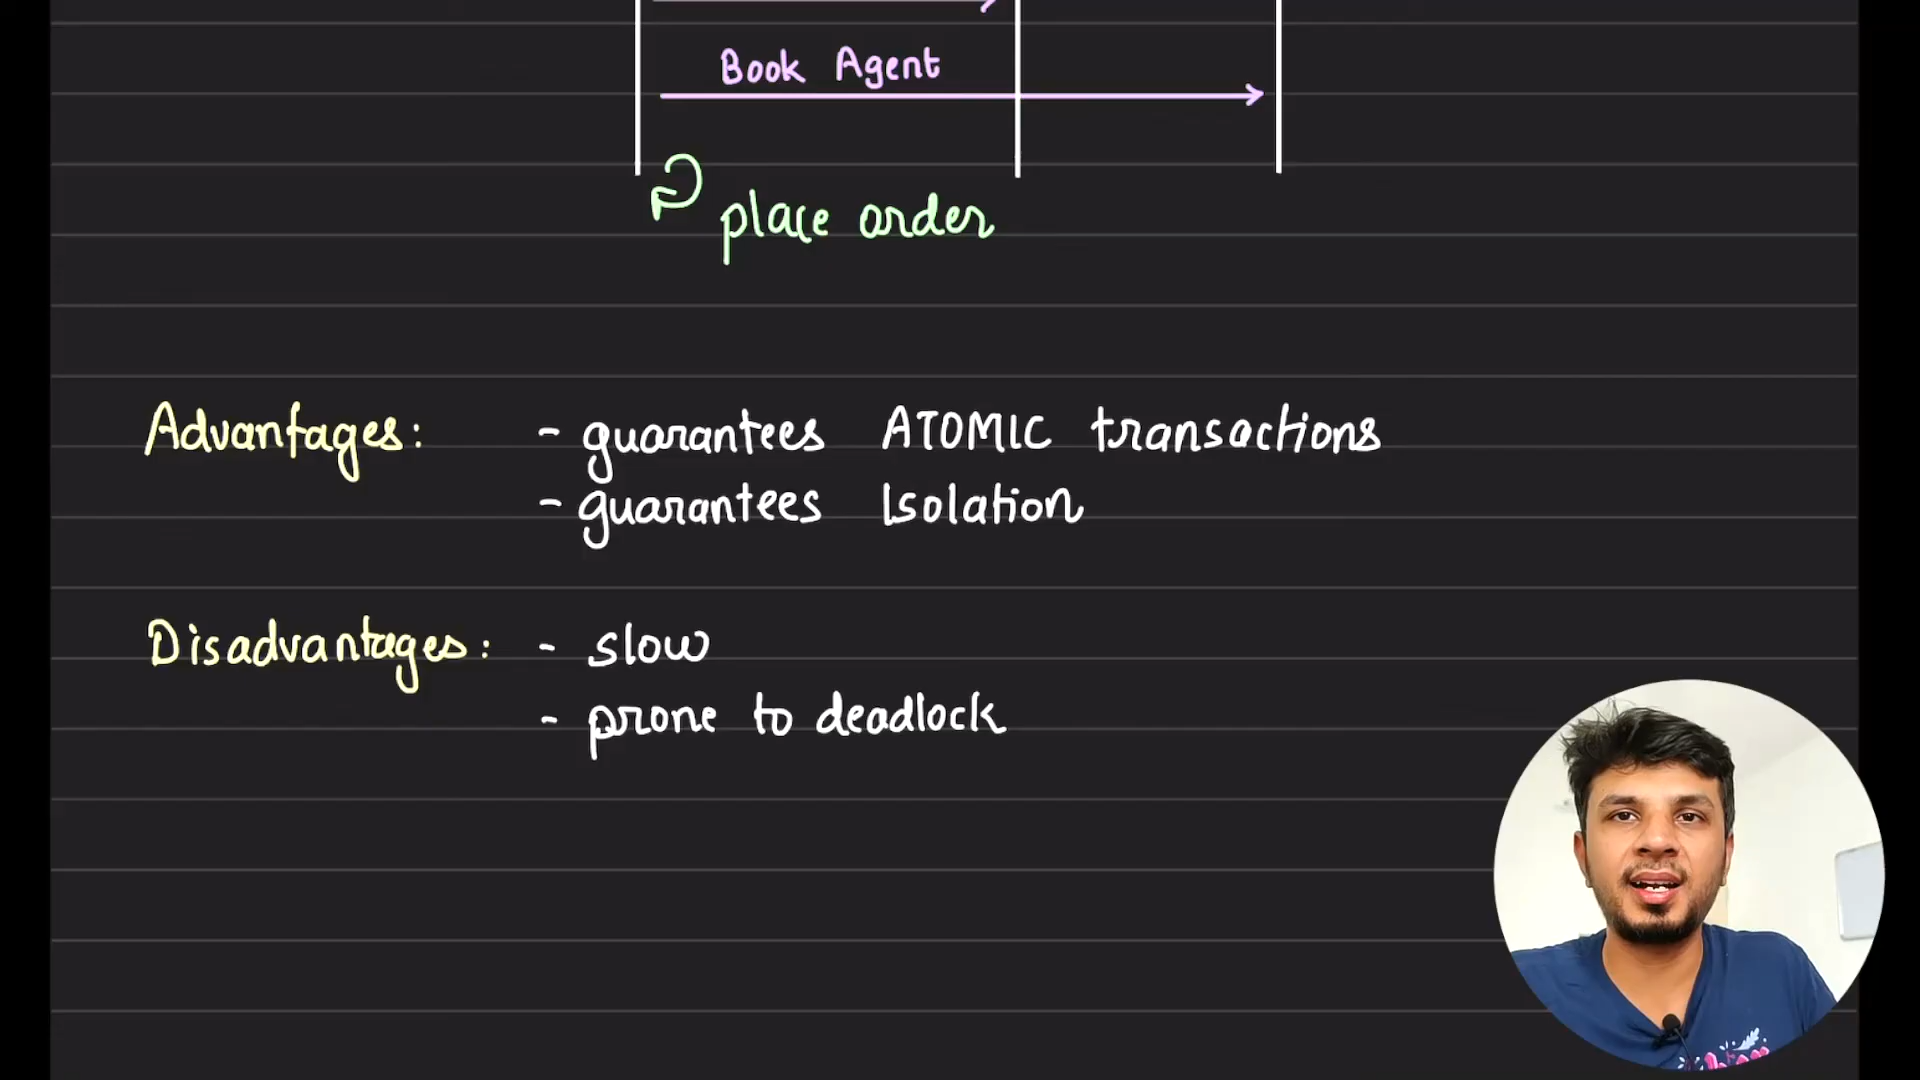 Book Agent
place order
Advantages: - guarantees ATOMIC transactions
- guarantees Isolation
Disadvantages: - slow
- prone to deadlock